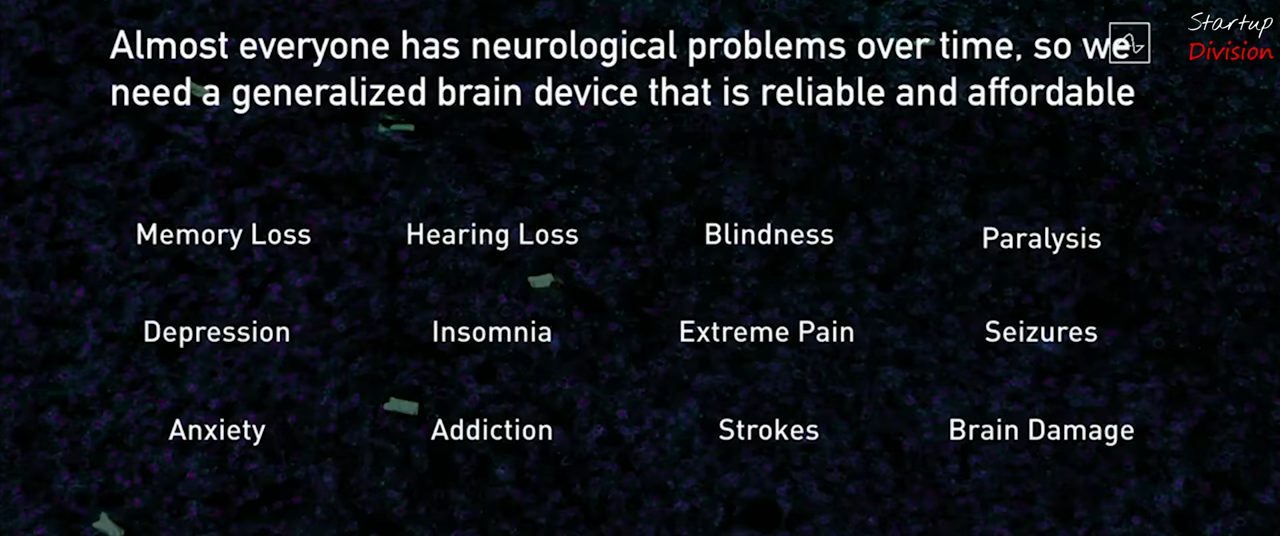 Almost everyone has neurological problems over time, so we
need a generalized brain device that is reliable and affordable
Startup
Division
Memory Loss Hearing Loss Blindness Paralysis
Depression Insomnia Extreme Pain Seizures
Anxiety Addiction Strokes Brain Damage